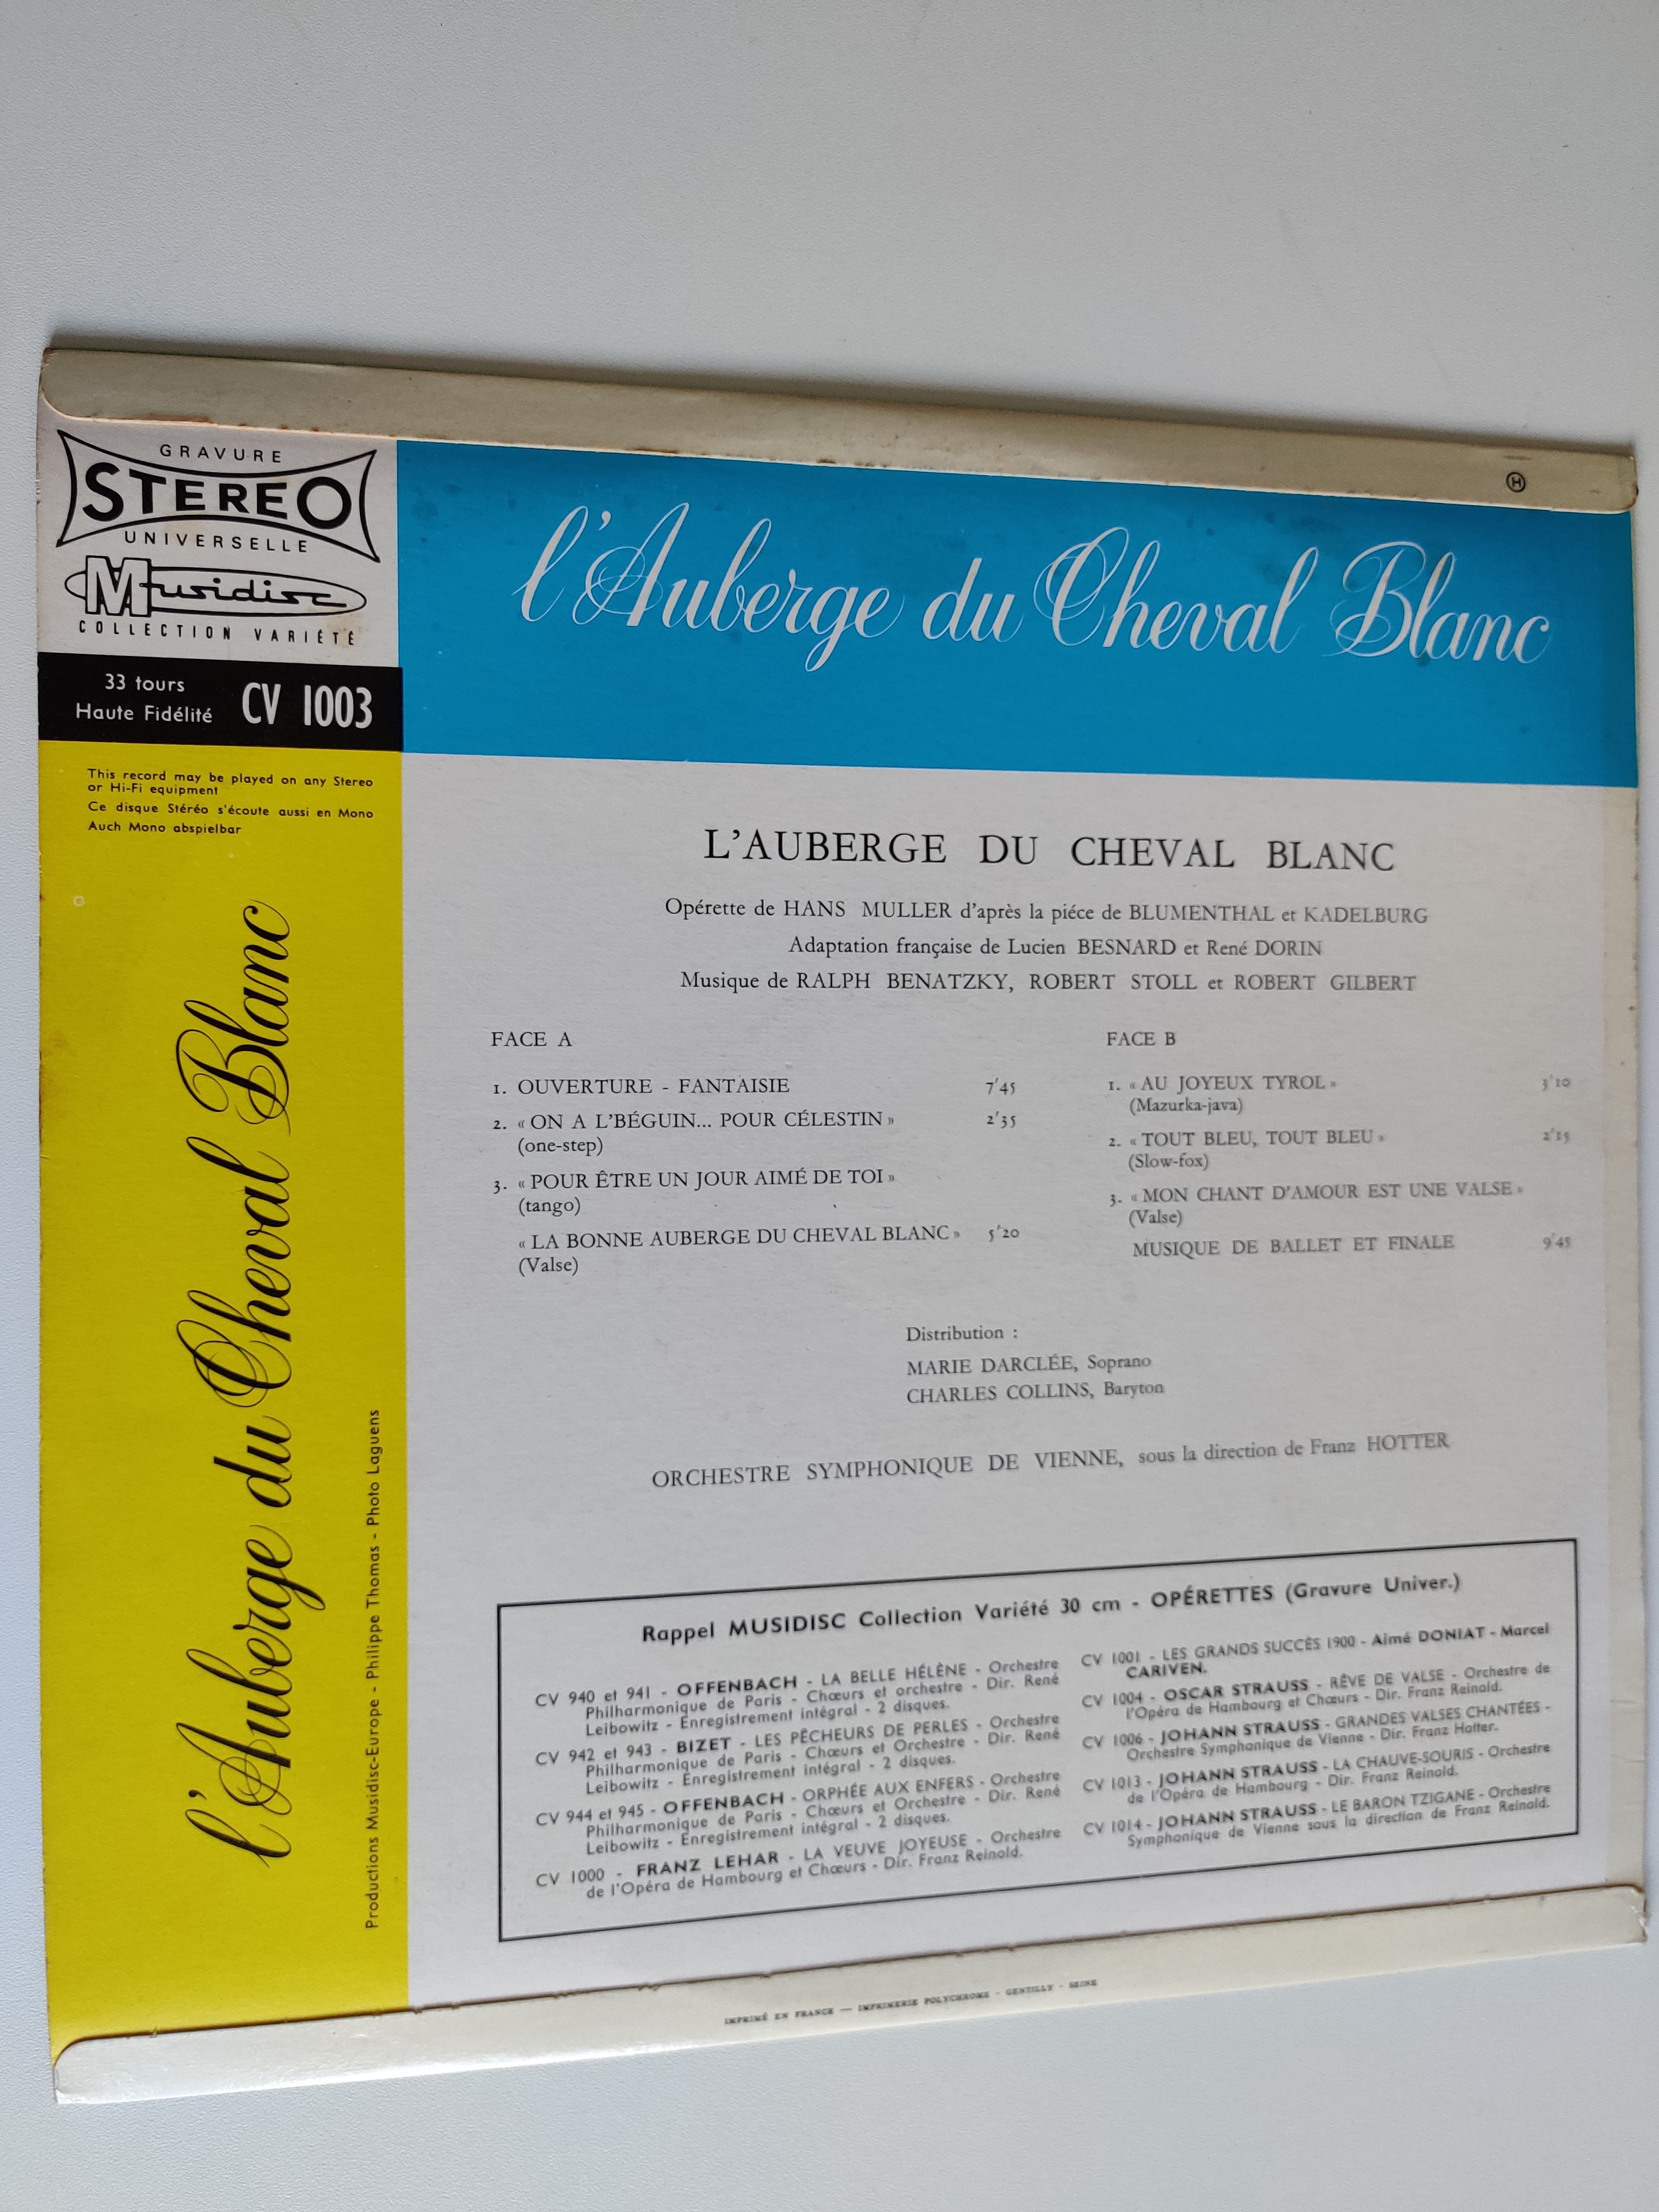 GRAVURE
STEREO
UNIVERSELLE
Musidisc
COLLECTION VARIÉTÉ
33 tours
Haute Fidélité
CV 1003
This record may be played on any Stereo
or Hi-Fi equipment
Ce disque Stéréo s'écoute aussi en Mono
Auch Mono abspielbar
l'Auberge du Cheval Blanc
Productions Musidisc-Europe - Philippe Thomas - Photo Laguens
H
l'Auberge du Cheval Blanc
L'AUBERGE DU CHEVAL BLANC
Opérette de HANS MULLER d'après la piéce de BLUMENTHAL et KADELBURG
Adaptation française de Lucien BESNARD et René DORIN
Musique de RALPH BENATZKY, ROBERT STOLL et ROBERT GILBERT
FACE A
1. OUVERTURE - FANTAISIE 7'45
2. « ON A L'BÉGUIN... POUR CÉLESTIN » 2'35
(one-step)
3. « POUR ÊTRE UN JOUR AIMÉ DE TOI »
(tango)
« LA BONNE AUBERGE DU CHEVAL BLANC » 5'20
(Valse)
FACE B
1. « AU JOYEUX TYROL » 3'10
(Mazurka-java)
2. « TOUT BLEU, TOUT BLEU » 2'15
(Slow-fox)
3. « MON CHANT D'AMOUR EST UNE VALSE »
(Valse)
MUSIQUE DE BALLET ET FINALE 9'45
Distribution :
MARIE DARCLÉE, Soprano
CHARLES COLLINS, Baryton
ORCHESTRE SYMPHONIQUE DE VIENNE, sous la direction de Franz HOTTER
Rappel MUSIDISC Collection Variété 30 cm - OPÉRETTES (Gravure Univer.)
CV 940 et 941 - OFFENBACH - LA BELLE HÉLÈNE - Orchestre
Philharmonique de Paris - Chœurs et orchestre - Dir. René
Leibowitz - Enregistrement intégral - 2 disques.
CV 942 et 943 - BIZET - LES PÊCHEURS DE PERLES - Orchestre
Philharmonique de Paris - Chœurs et Orchestre - Dir. René
Leibowitz - Enregistrement intégral - 2 disques.
CV 944 et 945 - OFFENBACH - ORPHÉE AUX ENFERS - Orchestre
Philharmonique de Paris - Chœurs et Orchestre - Dir. René
Leibowitz - Enregistrement intégral - 2 disques.
CV 1000 - FRANZ LEHAR - LA VEUVE JOYEUSE - Orchestre
de l'Opéra de Hambourg et Chœurs - Dir. Franz Reinold.
CV 1001 - LES GRANDS SUCCÈS 1900 - Aimé DONIAT - Marcel
CARIVEN.
CV 1004 - OSCAR STRAUSS - RÊVE DE VALSE - Orchestre de
l'Opéra de Hambourg et Chœurs - Dir. Franz Reinold.
CV 1006 - JOHANN STRAUSS - GRANDES VALSES CHANTÉES -
Orchestre Symphonique de Vienne - Dir. Franz Hotter.
CV 1013 - JOHANN STRAUSS - LA CHAUVE-SOURIS - Orchestre
de l'Opéra de Hambourg - Dir. Franz Reinold.
CV 1014 - JOHANN STRAUSS - LE BARON TZIGANE - Orchestre
Symphonique de Vienne sous la direction de Franz Reinold.
IMPRIMÉ EN FRANCE — IMPRIMERIE POLYCHROME - GENTILLY - SEINE